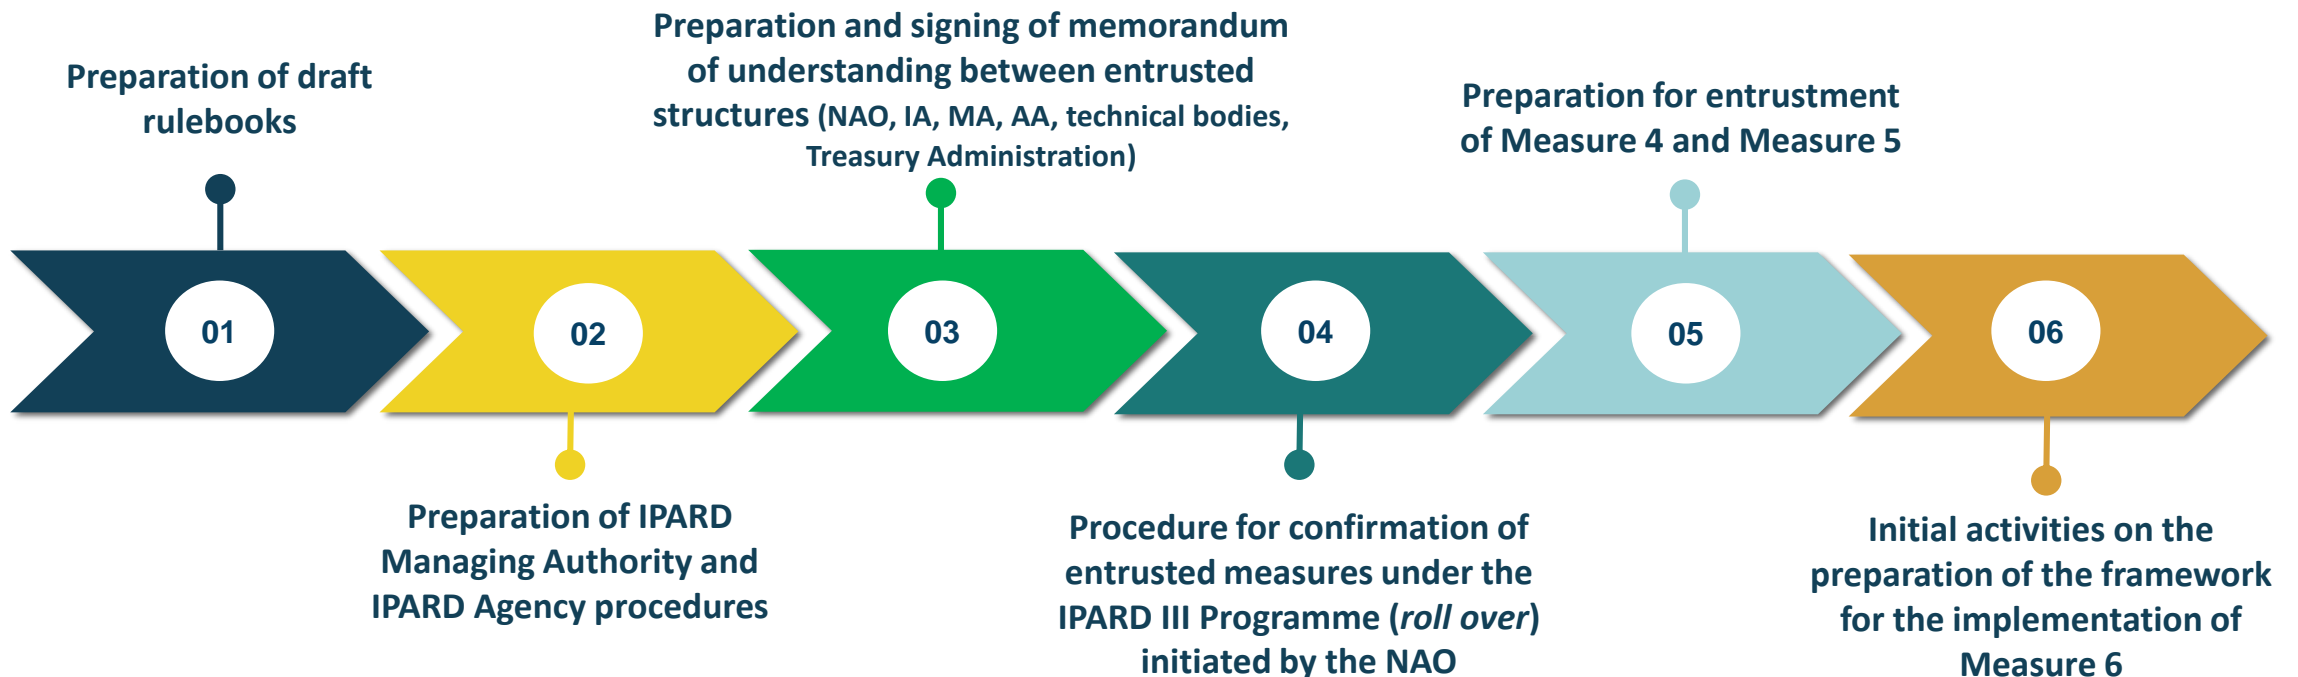 Preparation of draft
rulebooks
01
02
Preparation of IPARD
Managing Authority and
IPARD Agency procedures
Preparation and signing of memorandum
of understanding between entrusted
structures (NAO, IA, MA, AA, technical bodies,
Treasury Administration)
03
04
Procedure for confirmation of
entrusted measures under the
IPARD III Programme (roll over)
initiated by the NAO
Preparation for entrustment
of Measure 4 and Measure 5
05
06
Initial activities on the
preparation of the framework
for the implementation of
Measure 6